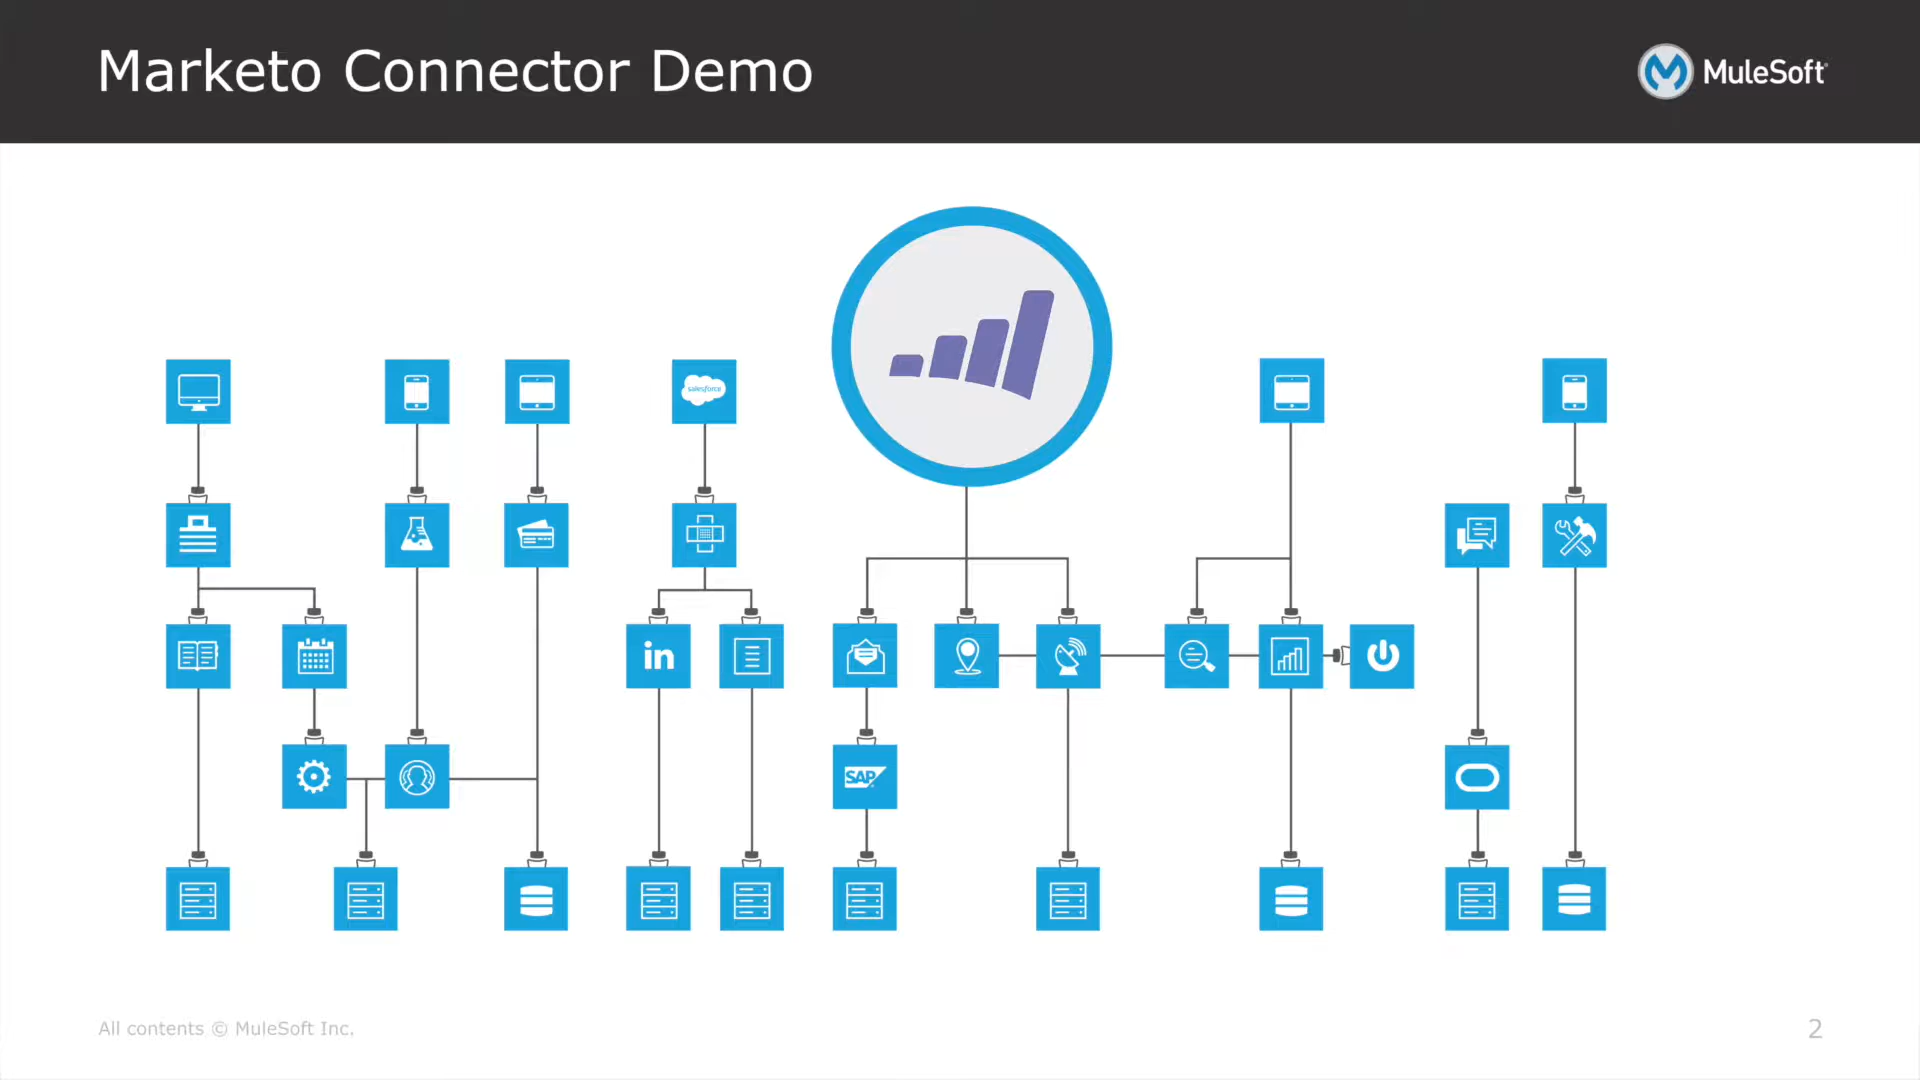 Marketo Connector Demo
MuleSoft
salesforce
in
SAP
All contents © MuleSoft Inc.
2